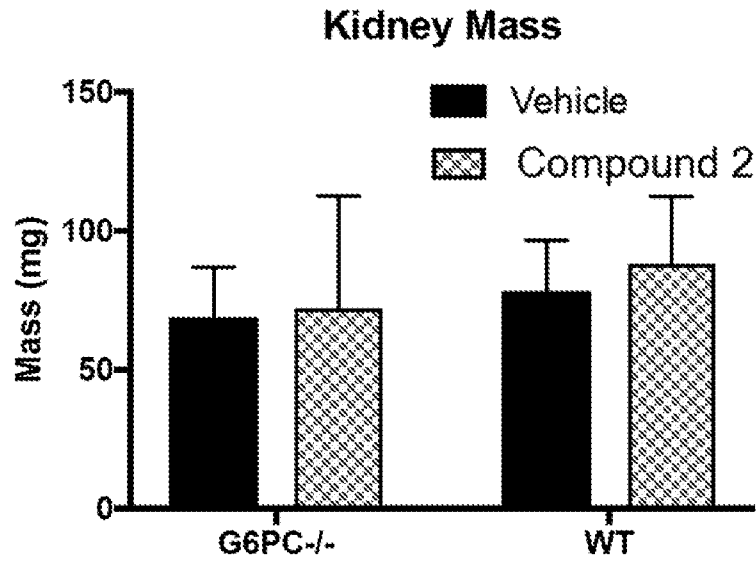 Kidney Mass
Vehicle
Compound 2
Mass (mg)
150
100
50
0
G6PC-/-
WT